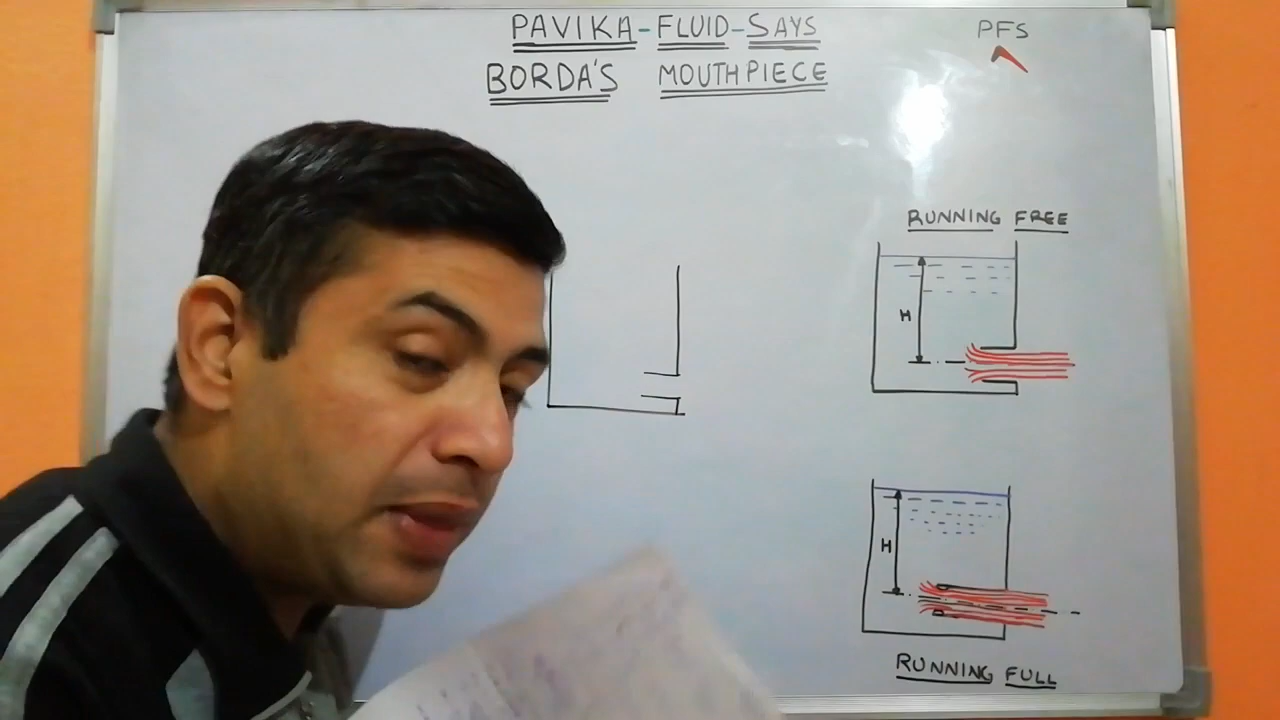 PAVIKA-FLUID-SAYS
PFS
BORDA'S MOUTHPIECE
RUNNING FREE
H
H
RUNNING FULL